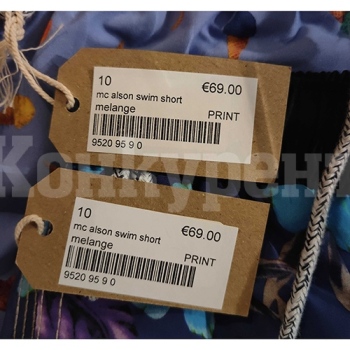 10
€69.00
mc alson swim short
melange
PRINT
9520 95 9 0
Конкурент
10
€69.00
mc alson swim short
melange
PRINT
9520 95 9 0